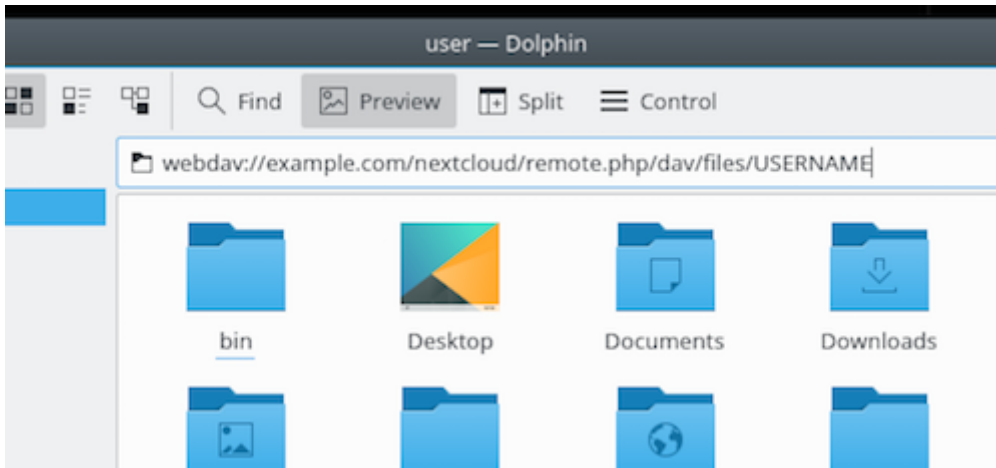 user — Dolphin
Find Preview Split Control
webdav://example.com/nextcloud/remote.php/dav/files/USERNAME
bin Desktop Documents Downloads